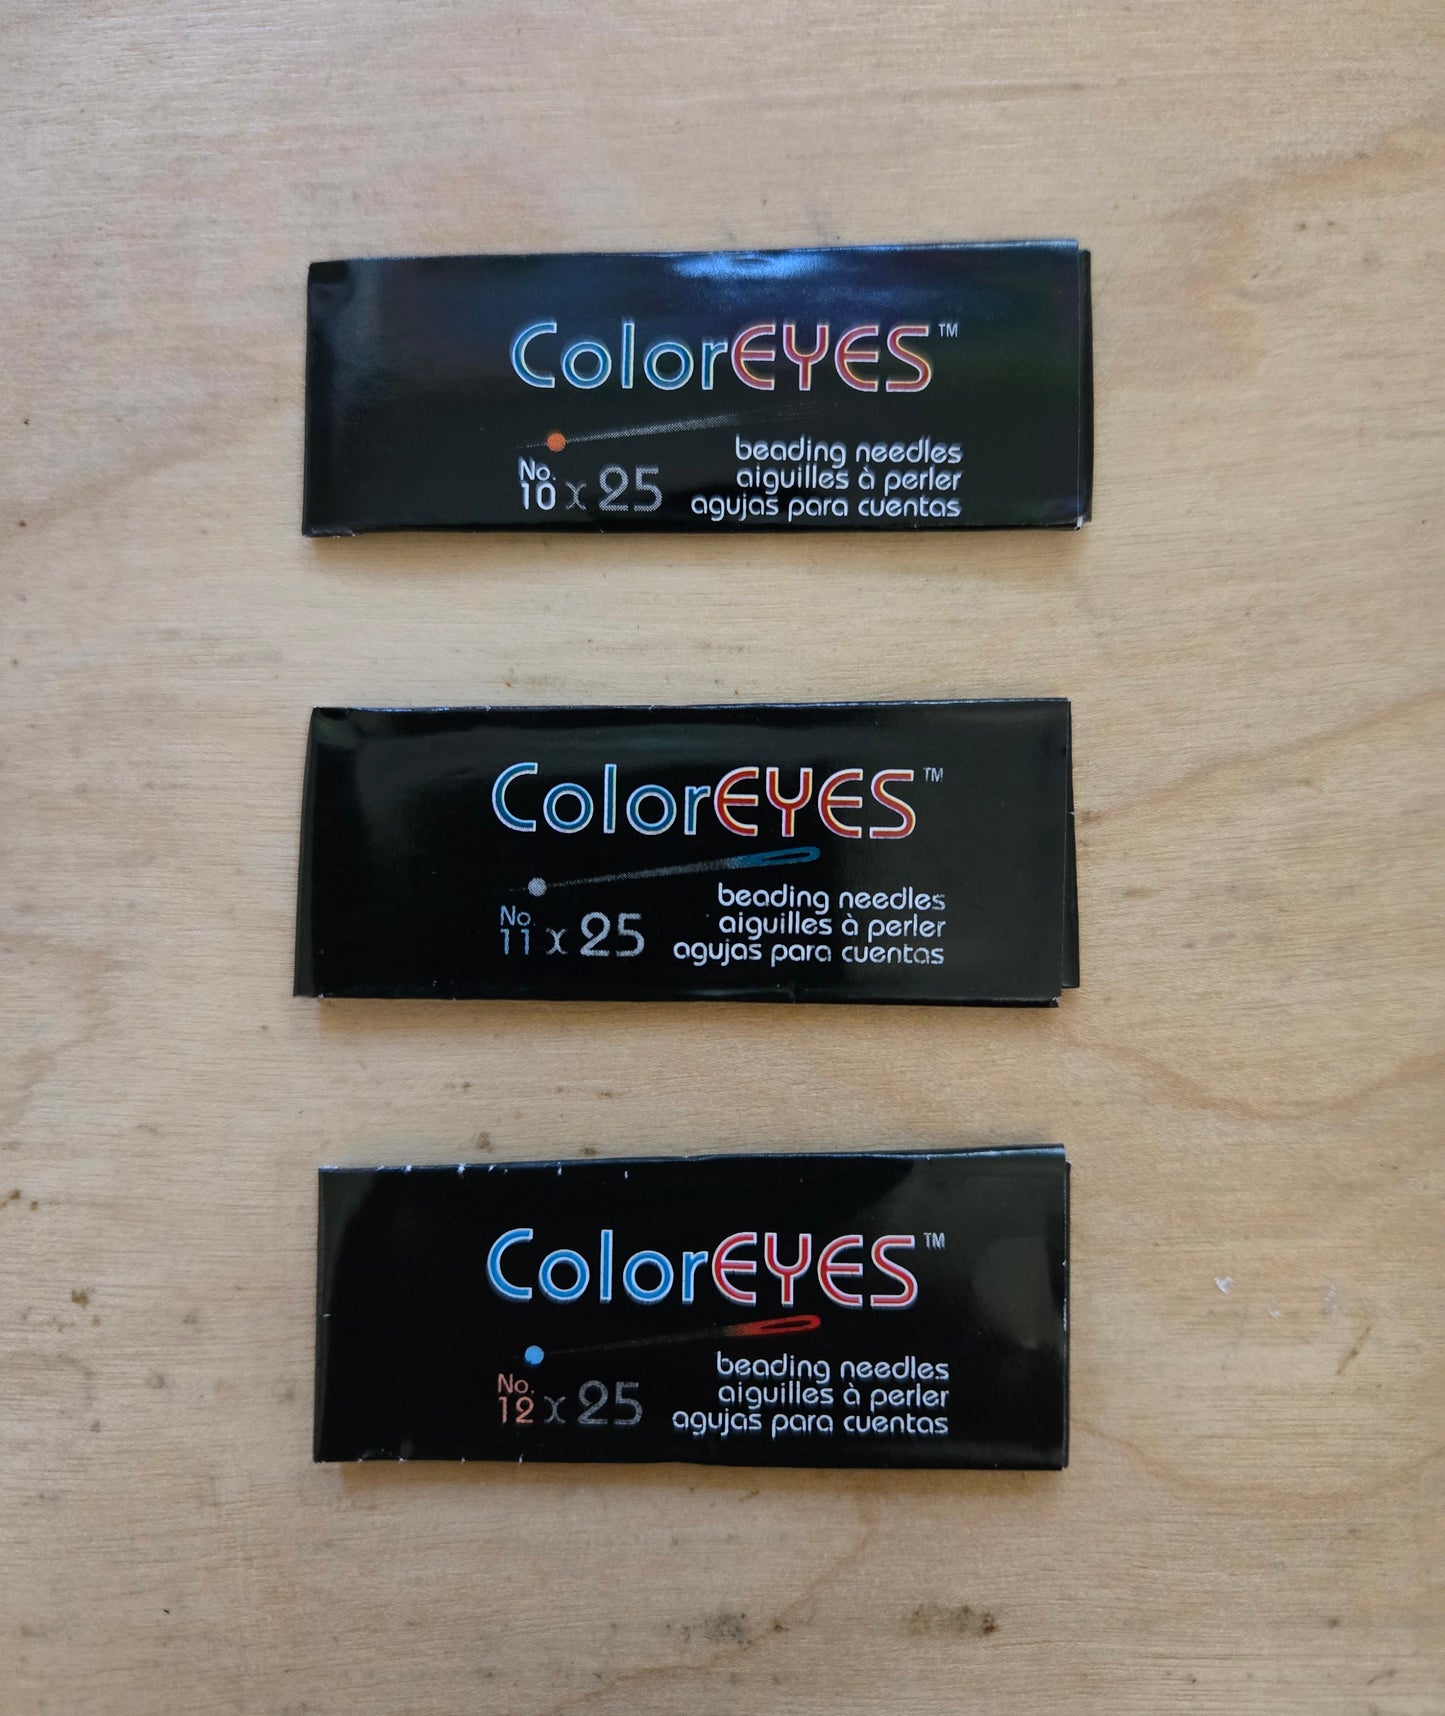 ColorEYES™
beading needles
No.
10 x 25
aiguilles à perler
agujas para cuentas
ColorEYES™
beading needles
No.
11 x 25
aiguilles à perler
agujas para cuentas
ColorEYES™
beading needles
No.
12 x 25
aiguilles à perler
agujas para cuentas